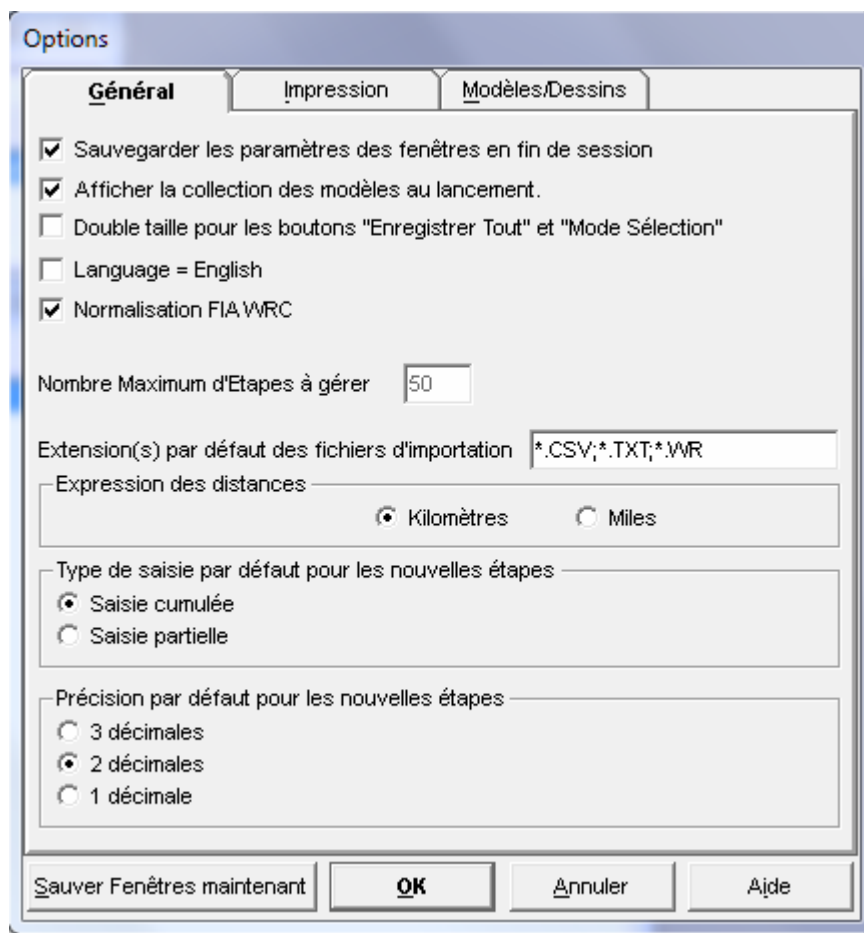 Options
Général Impression Modèles/Dessins
Sauvegarder les paramètres des fenêtres en fin de session
Afficher la collection des modèles au lancement.
Double taille pour les boutons "Enregistrer Tout" et "Mode Sélection"
Language = English
Normalisation FIA WRC
Nombre Maximum d'Etapes à gérer 50
Extension(s) par défaut des fichiers d'importation *.CSV;*.TXT;*.WR
Expression des distances
Kilomètres Miles
Type de saisie par défaut pour les nouvelles étapes
Saisie cumulée
Saisie partielle
Précision par défaut pour les nouvelles étapes
3 décimales
2 décimales
1 décimale
Sauver Fenêtres maintenant OK Annuler Aide